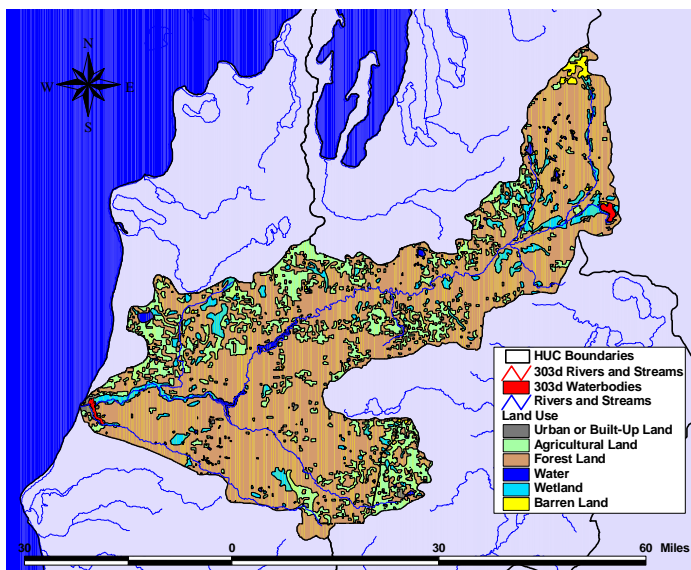 N
W E
S
HUC Boundaries
303d Rivers and Streams
303d Waterbodies
Rivers and Streams
Land Use
Urban or Built-Up Land
Agricultural Land
Forest Land
Water
Wetland
Barren Land
30 0 30 60 Miles